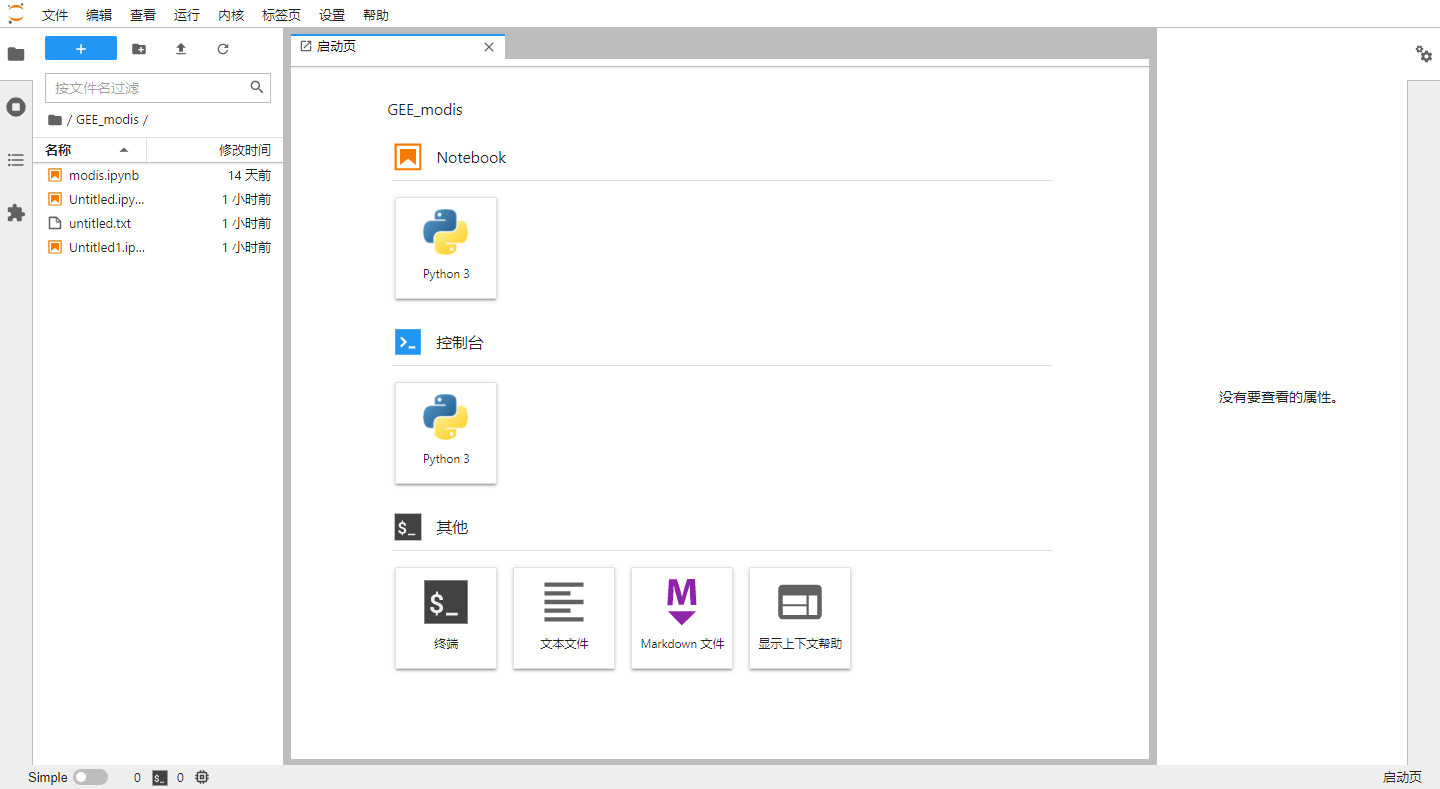 文件 编辑 查看 运行 内核 标签页 设置 帮助
启动页
按文件名过滤
/ GEE_modis /
名称 修改时间
modis.ipynb 14 天前
Untitled.ipy... 1 小时前
untitled.txt 1 小时前
Untitled1.ip... 1 小时前
GEE_modis
Notebook
Python 3
控制台
Python 3
$_ 其他
$_
终端
文本文件
M
Markdown 文件
显示上下文帮助
没有要查看的属性。
Simple 0 $_ 0 启动页